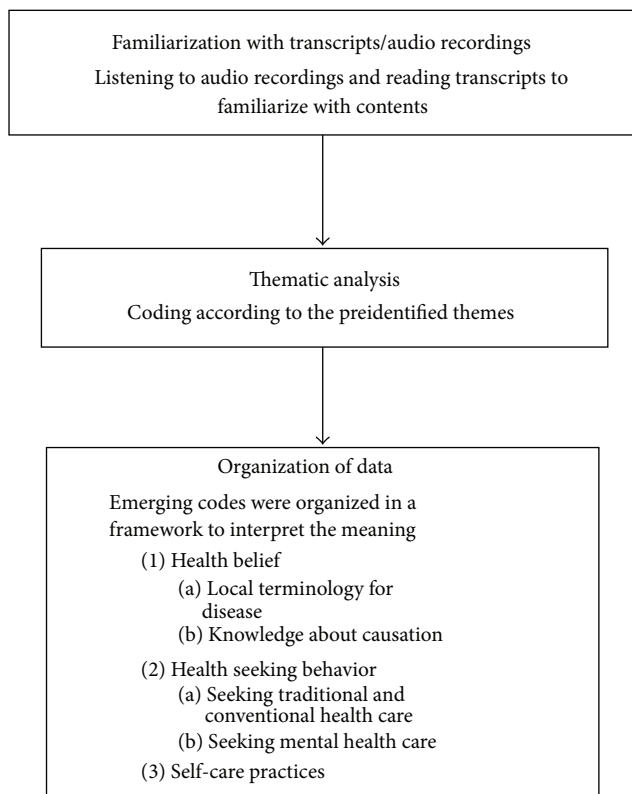 Familiarization with transcripts/audio recordings
Listening to audio recordings and reading transcripts to
familiarize with contents
Thematic analysis
Coding according to the preidentified themes
Organization of data
Emerging codes were organized in a
framework to interpret the meaning
(1) Health belief
(a) Local terminology for
disease
(b) Knowledge about causation
(2) Health seeking behavior
(a) Seeking traditional and
conventional health care
(b) Seeking mental health care
(3) Self-care practices